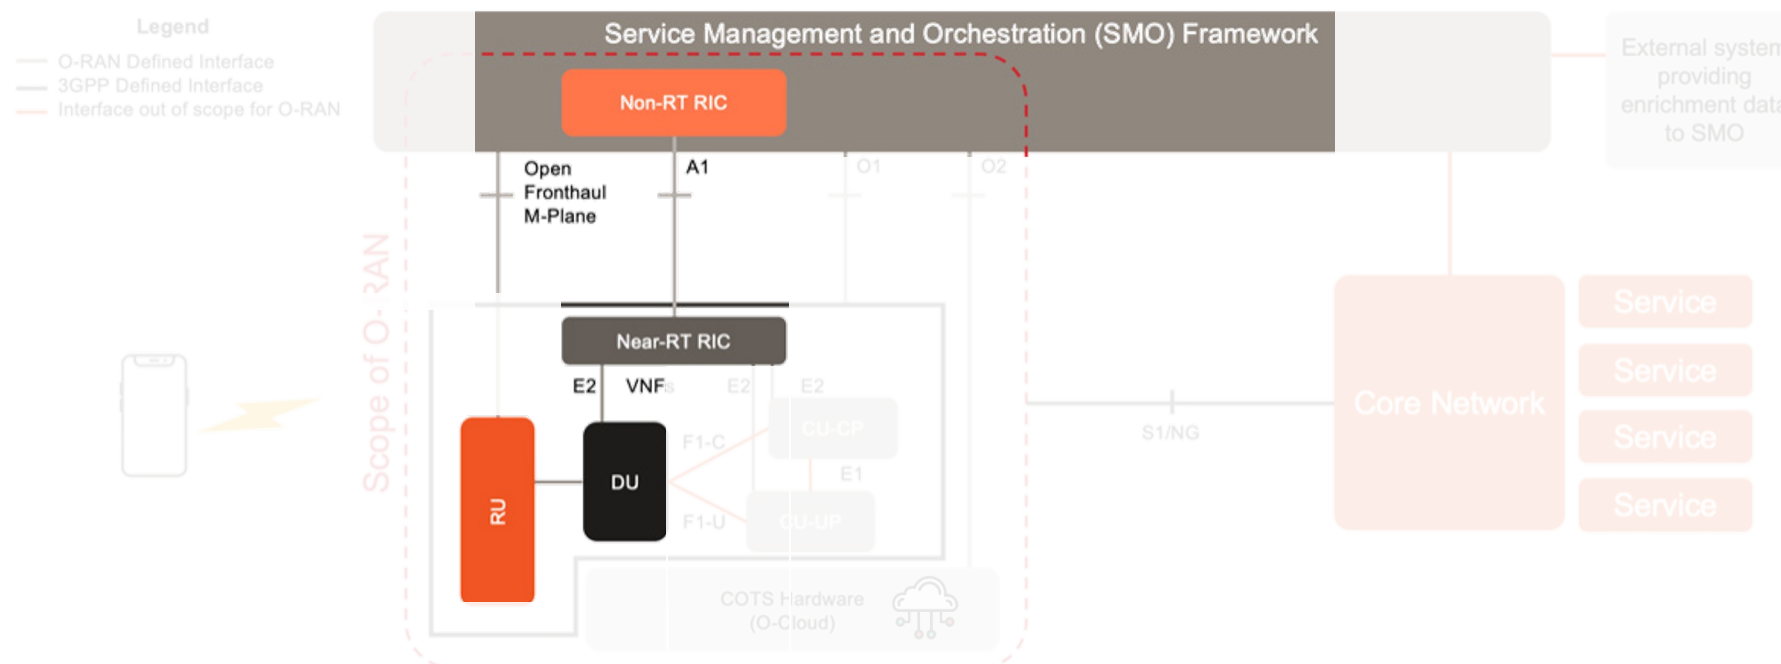 Legend
O-RAN Defined Interface
3GPP Defined Interface
Interface out of scope for O-RAN
Service Management and Orchestration (SMO) Framework
External system
providing
enrichment data
to SMO
Non-RT RIC
Open
Fronthaul
M-Plane
A1
O1
O2
Scope of O-RAN
Near-RT RIC
E2
VNFs
E2
E2
RU
DU
F1-C
F1-U
CU-CP
E1
CU-UP
COTS Hardware
(O-Cloud)
S1/NG
Core Network
Service
Service
Service
Service